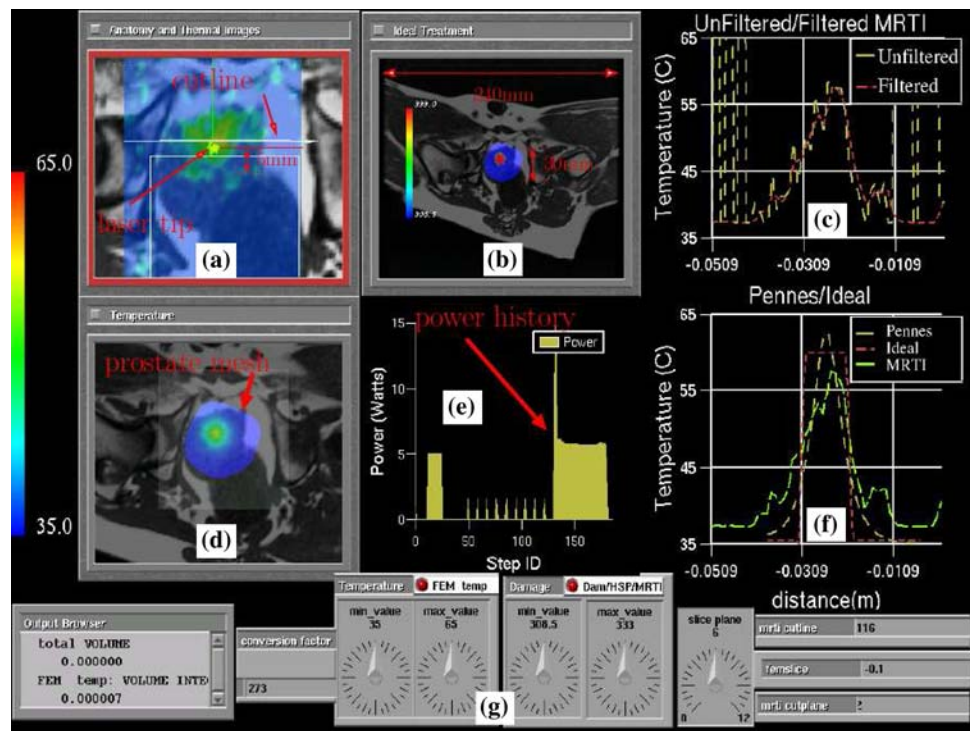 Anatomy and Thermal Images
cutline
5mm
laser tip
(a)
65.0
35.0
Ideal Treatment
240mm
333.0
(b)
UnFiltered/Filtered MRTI
Temperature (C)
65
55
45
35
Unfiltered
Filtered
(c)
-0.0509 -0.0309 -0.0109
Temperature
prostate mesh
(d)
power history
Power
Power (Watts)
15
10
5
0
(e)
0 50 100 150
Step ID
Pennes/Ideal
Temperature (C)
65
55
45
35
Pennes
Ideal
MRTI
(f)
-0.0509 -0.0309 -0.0109
distance(m)
Output Browser
total VOLUME
0.000000
FEM temp: VOLUME INTE
0.000007
conversion factor
273
Temperature FEM temp
min_value
35
max_value
65
Damage Dam/HSP/MRTI
min_value
308.5
max_value
333
(g)
slice plane
6
0 12
mrti cutline 116
femslice -0.1
mrti cutplane 2